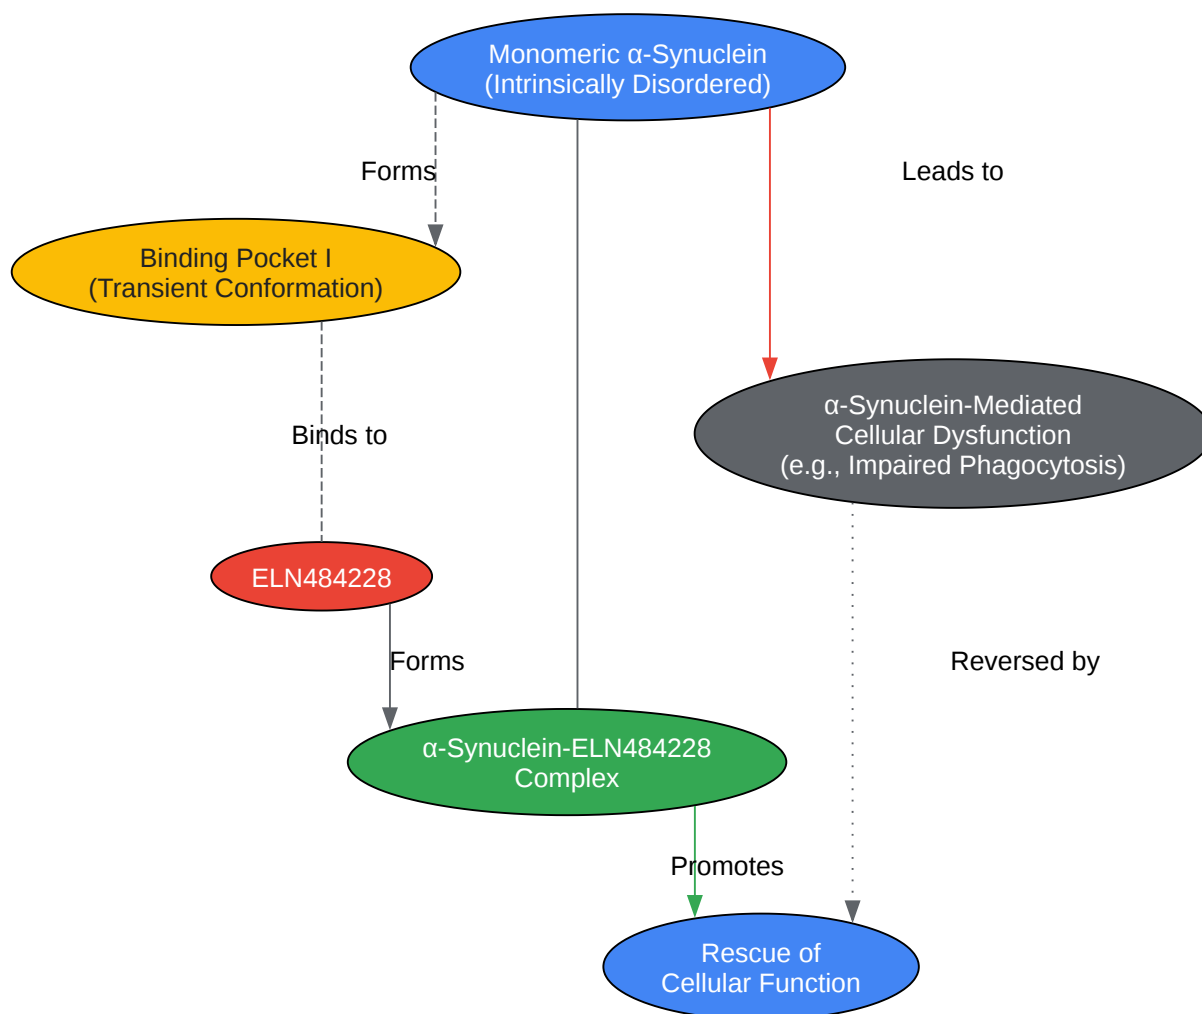 Monomeric α-Synuclein
(Intrinsically Disordered)
Forms
Leads to
Binding Pocket I
(Transient Conformation)
α-Synuclein-Mediated
Cellular Dysfunction
(e.g., Impaired Phagocytosis)
Binds to
ELN484228
Forms
Reversed by
α-Synuclein-ELN484228
Complex
Promotes
Rescue of
Cellular Function